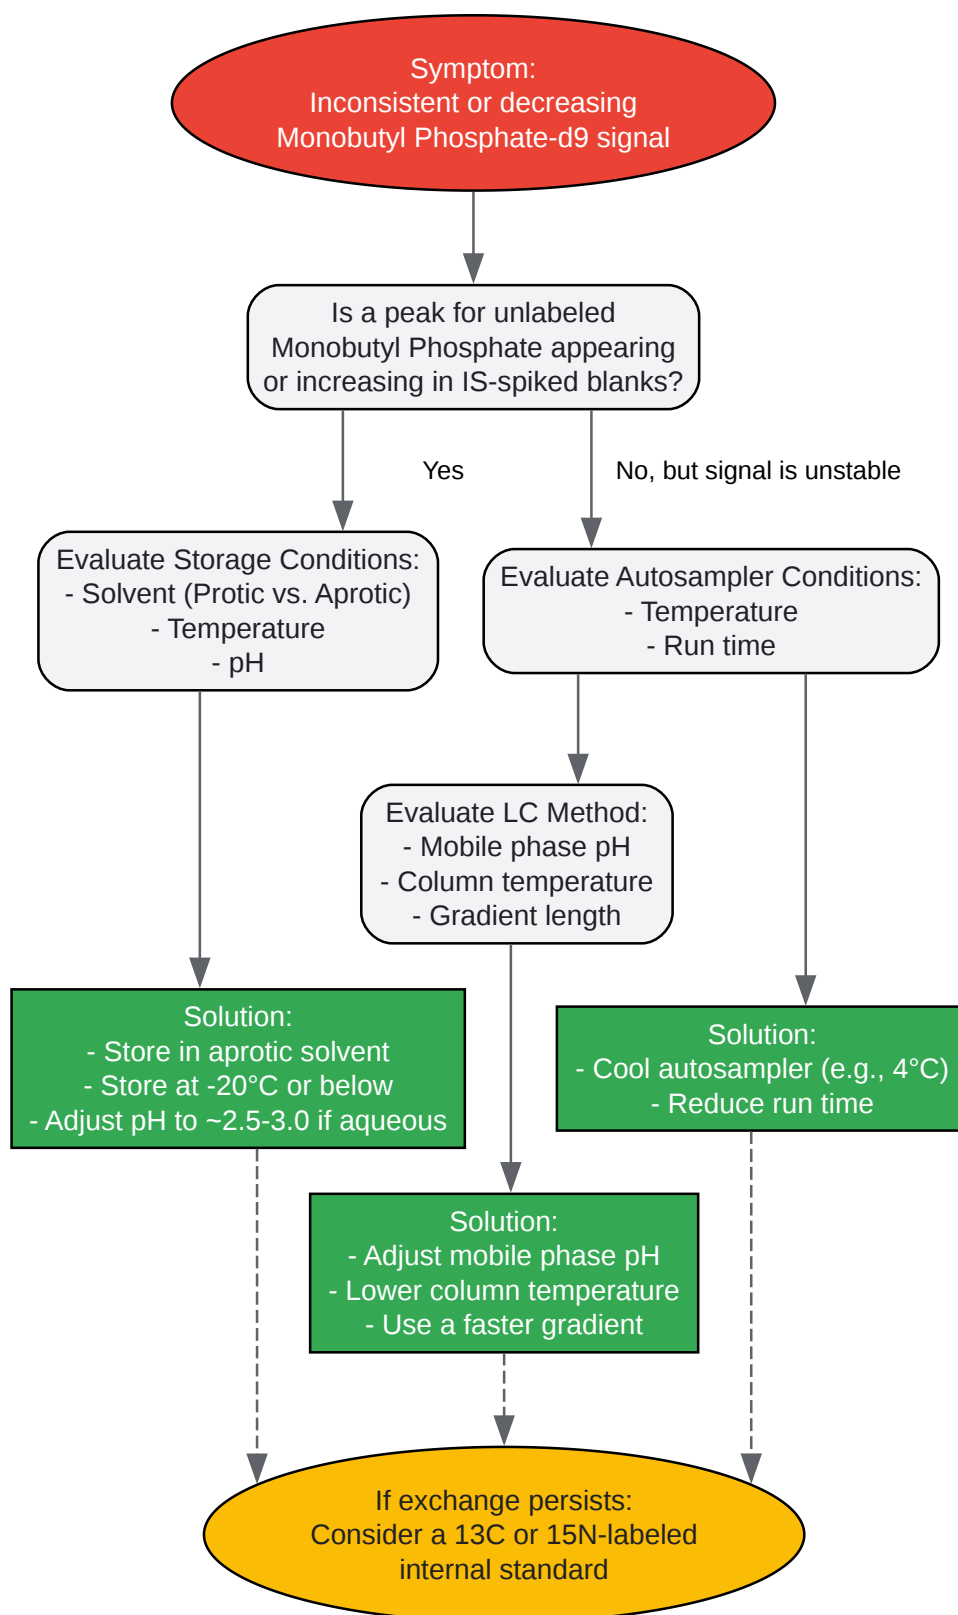 Symptom:
Inconsistent or decreasing
Monobutyl Phosphate-d9 signal
Is a peak for unlabeled
Monobutyl Phosphate appearing
or increasing in IS-spiked blanks?
Yes
No, but signal is unstable
Evaluate Storage Conditions:
- Solvent (Protic vs. Aprotic)
- Temperature
- pH
Evaluate Autosampler Conditions:
- Temperature
- Run time
Evaluate LC Method:
- Mobile phase pH
- Column temperature
- Gradient length
Solution:
- Store in aprotic solvent
- Store at -20°C or below
- Adjust pH to ~2.5-3.0 if aqueous
Solution:
- Cool autosampler (e.g., 4°C)
- Reduce run time
Solution:
- Adjust mobile phase pH
- Lower column temperature
- Use a faster gradient
If exchange persists:
Consider a 13C or 15N-labeled
internal standard